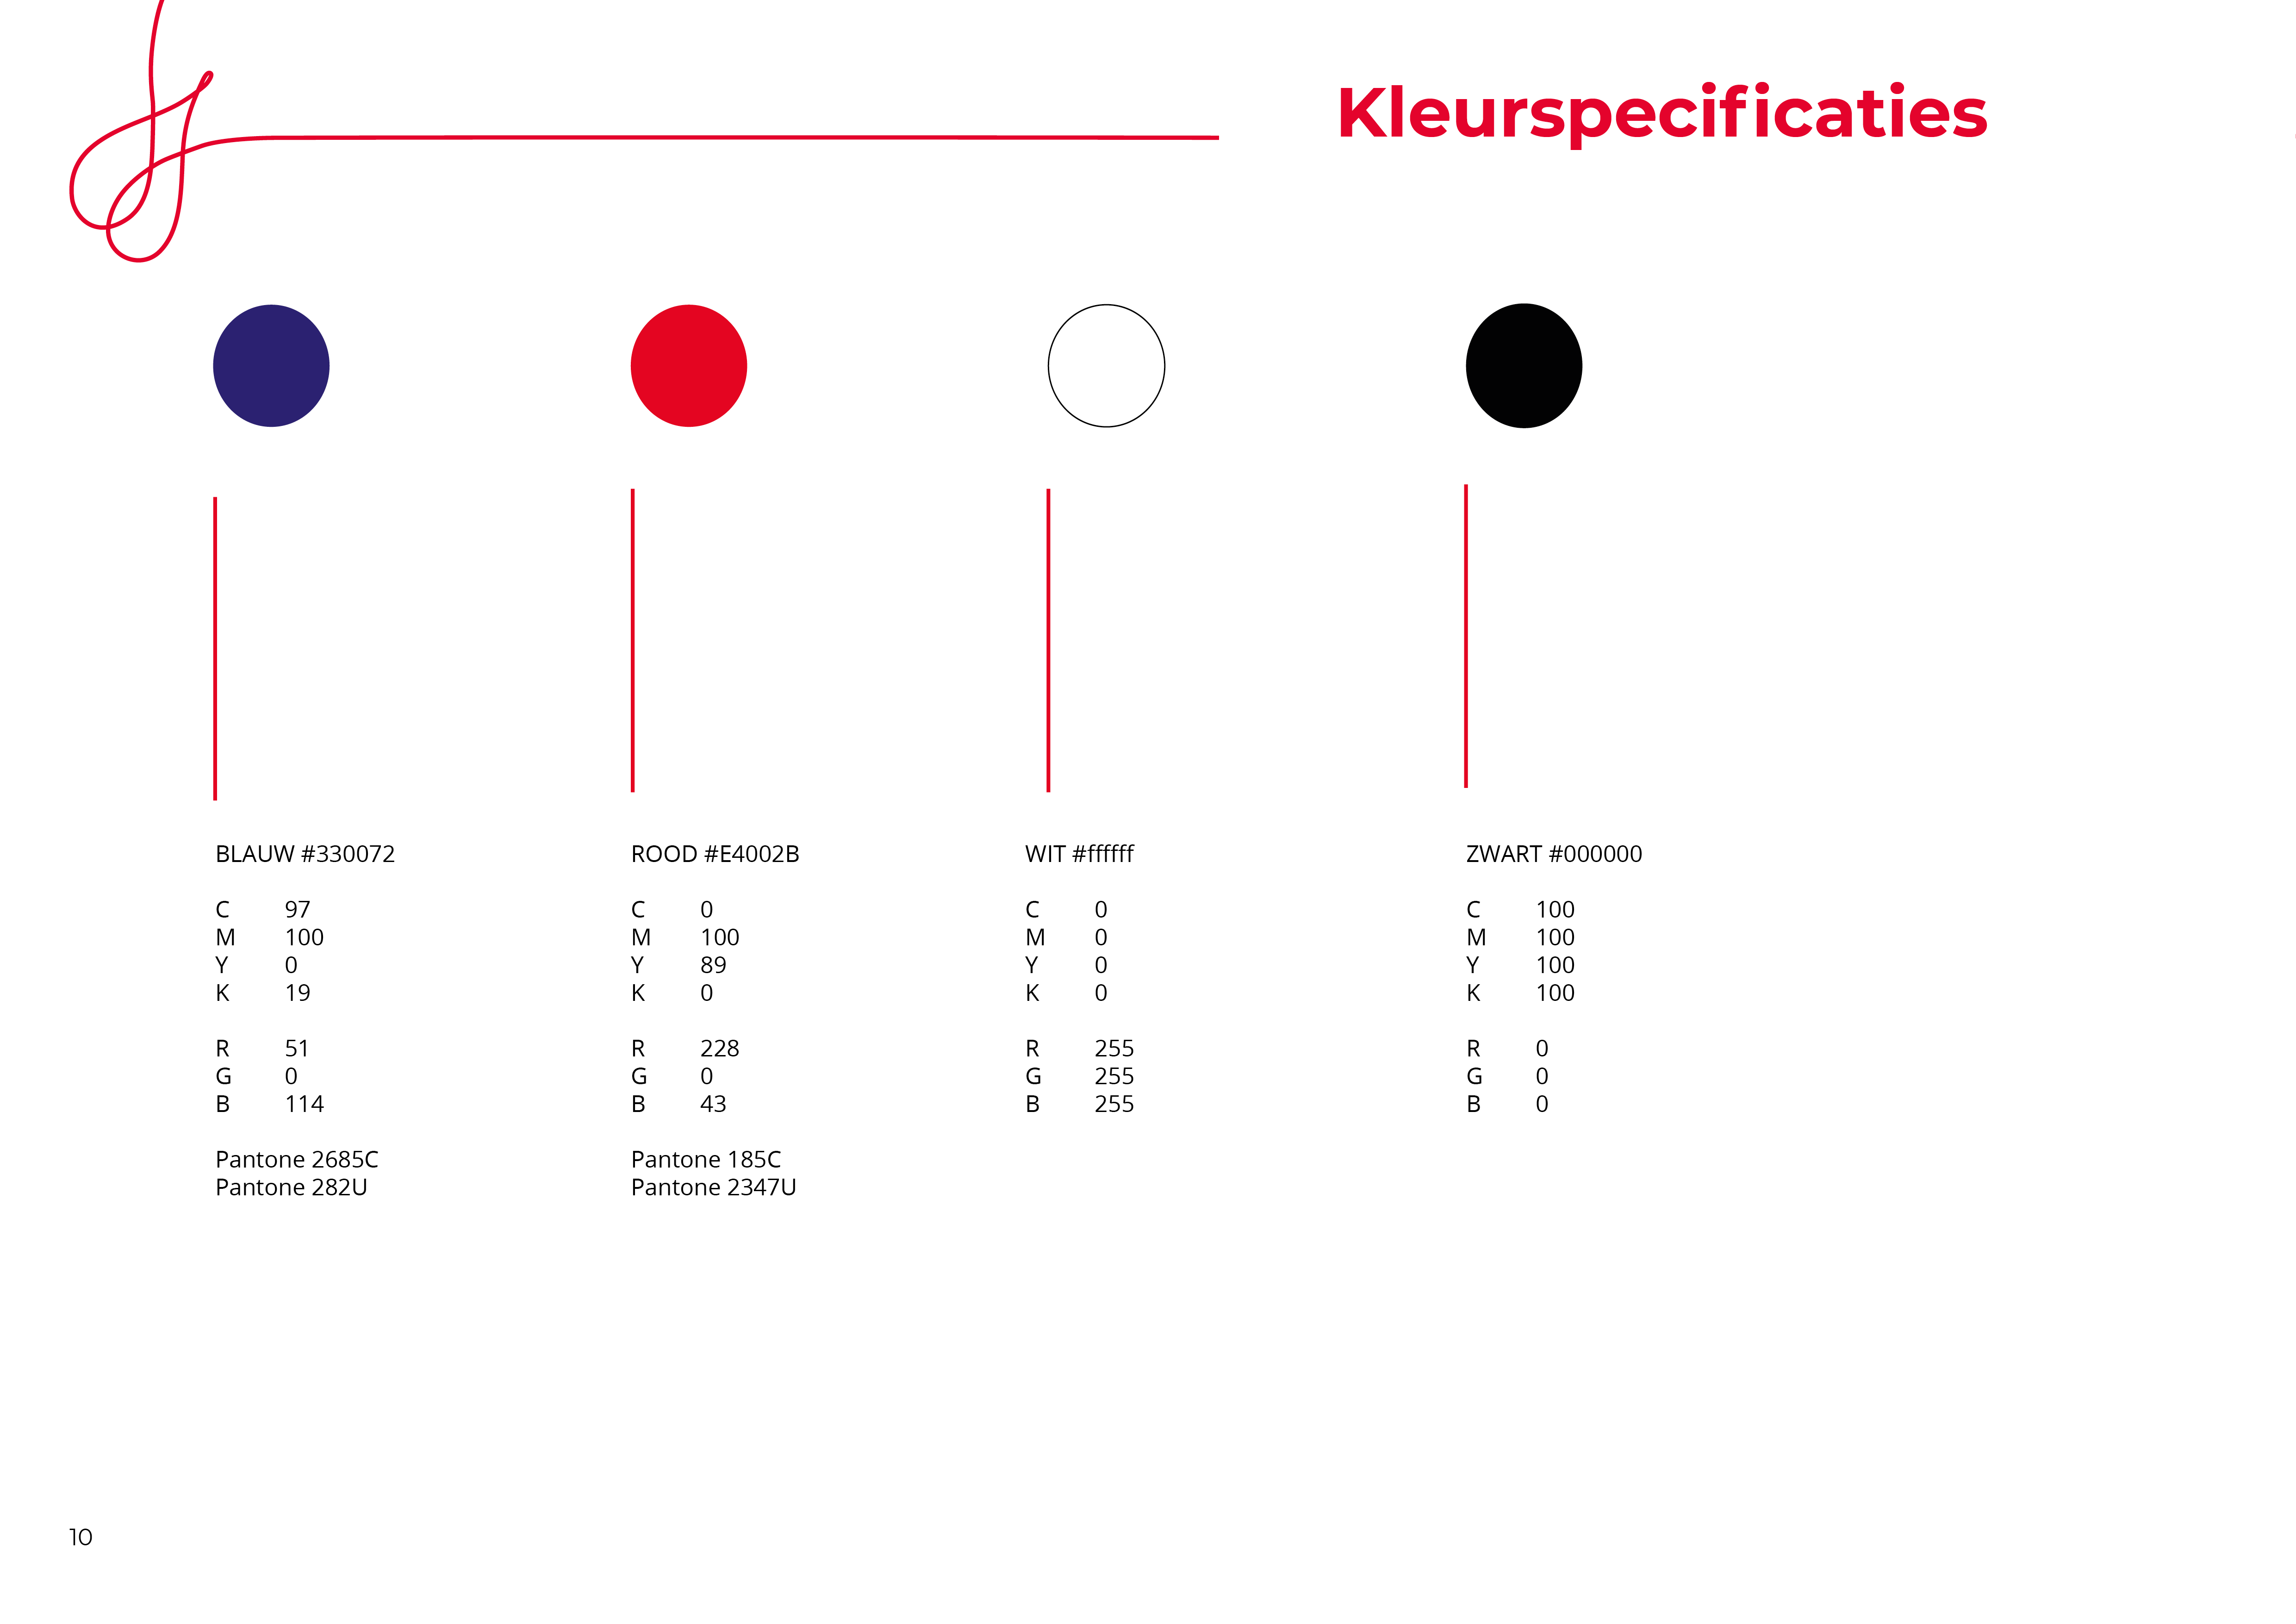 Kleurspecificaties
BLAUW #330072
C 97
M 100
Y 0
K 19
R 51
G 0
B 114
Pantone 2685C
Pantone 282U
ROOD #E4002B
C 0
M 100
Y 89
K 0
R 228
G 0
B 43
Pantone 185C
Pantone 2347U
WIT #ffffff
C 0
M 0
Y 0
K 0
R 255
G 255
B 255
ZWART #000000
C 100
M 100
Y 100
K 100
R 0
G 0
B 0
10